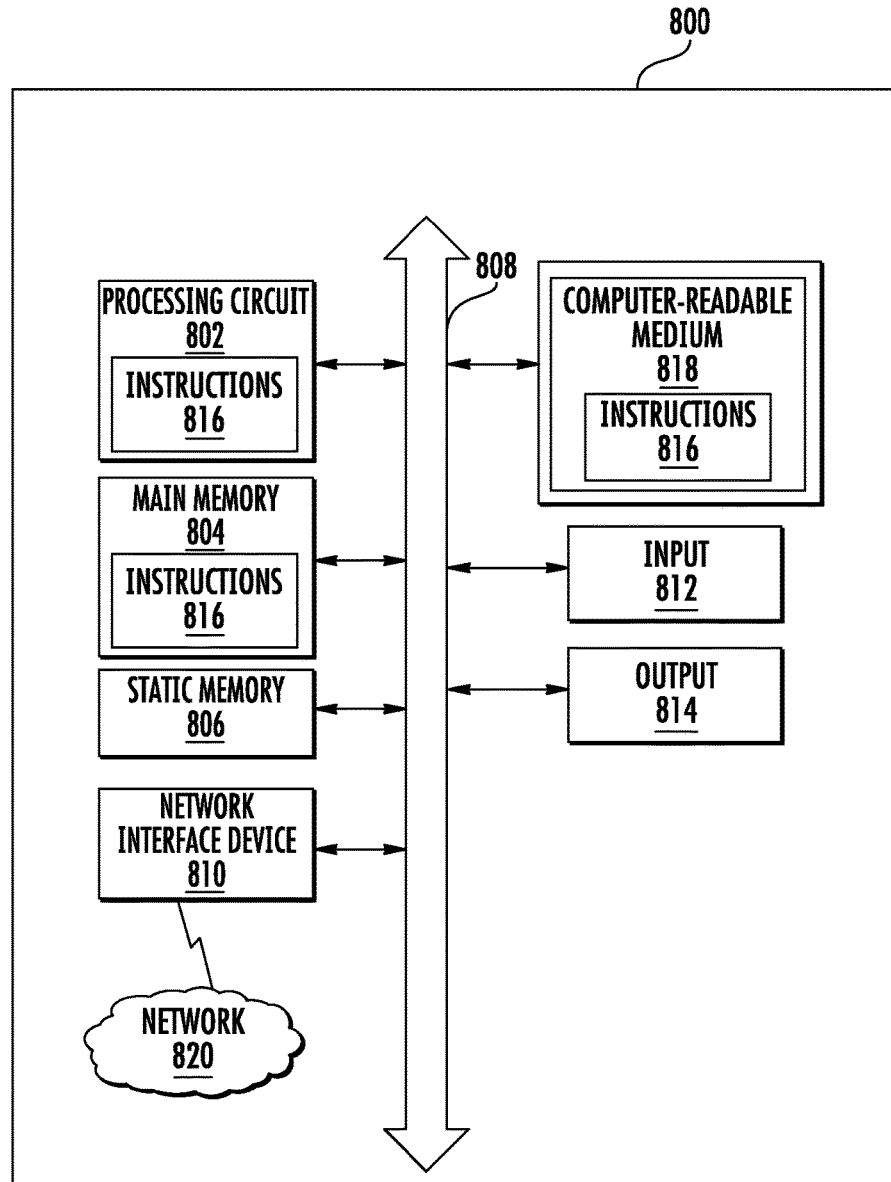 800
808
PROCESSING CIRCUIT
802
INSTRUCTIONS
816
MAIN MEMORY
804
INSTRUCTIONS
816
STATIC MEMORY
806
NETWORK
INTERFACE DEVICE
810
NETWORK
820
COMPUTER-READABLE
MEDIUM
818
INSTRUCTIONS
816
INPUT
812
OUTPUT
814